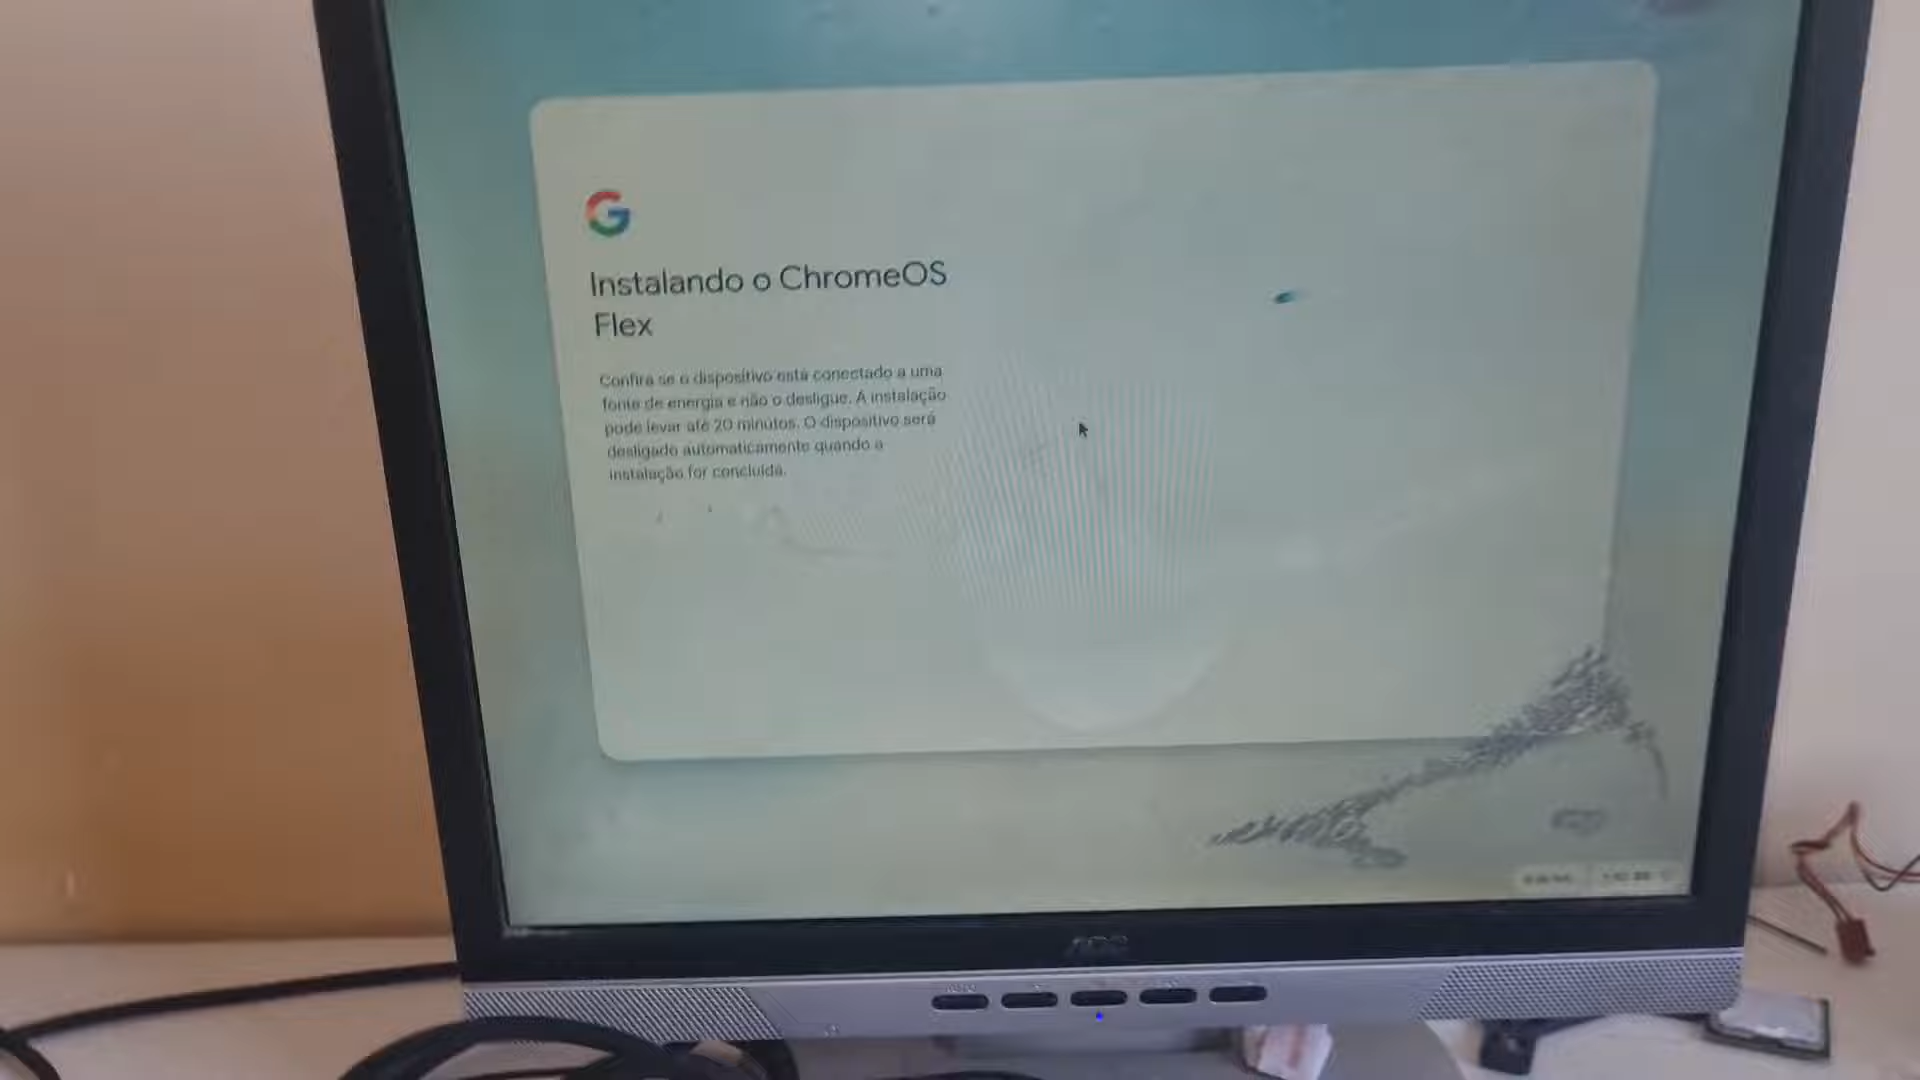 G
Instalando o ChromeOS
Flex
Confira se o dispositivo está conectado a uma
fonte de energia e não o desligue. A instalação
pode levar até 20 minutos. O dispositivo será
desligado automaticamente quando a
instalação for concluída.
AOC